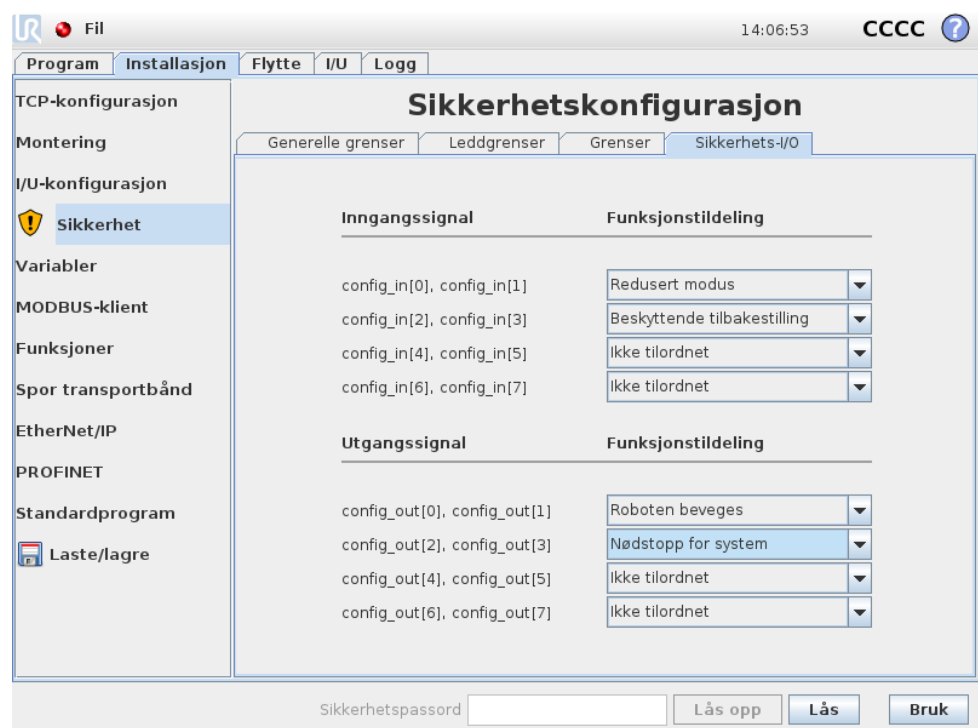 UR Fil 14:06:53 CCCC ?
Program Installasjon Flytte I/U Logg
TCP-konfigurasjon
Montering
I/U-konfigurasjon
Sikkerhet
Variabler
MODBUS-klient
Funksjoner
Spor transportbånd
EtherNet/IP
PROFINET
Standardprogram
Laste/lagre
Sikkerhetskonfigurasjon
Generelle grenser Leddgrenser Grenser Sikkerhets-I/O
Inngangssignal Funksjonstildeling
config_in[0], config_in[1] Redusert modus
config_in[2], config_in[3] Beskyttende tilbakestilling
config_in[4], config_in[5] Ikke tilordnet
config_in[6], config_in[7] Ikke tilordnet
Utgangssignal Funksjonstildeling
config_out[0], config_out[1] Roboten beveges
config_out[2], config_out[3] Nødstopp for system
config_out[4], config_out[5] Ikke tilordnet
config_out[6], config_out[7] Ikke tilordnet
Sikkerhetspassord Lås opp Lås Bruk